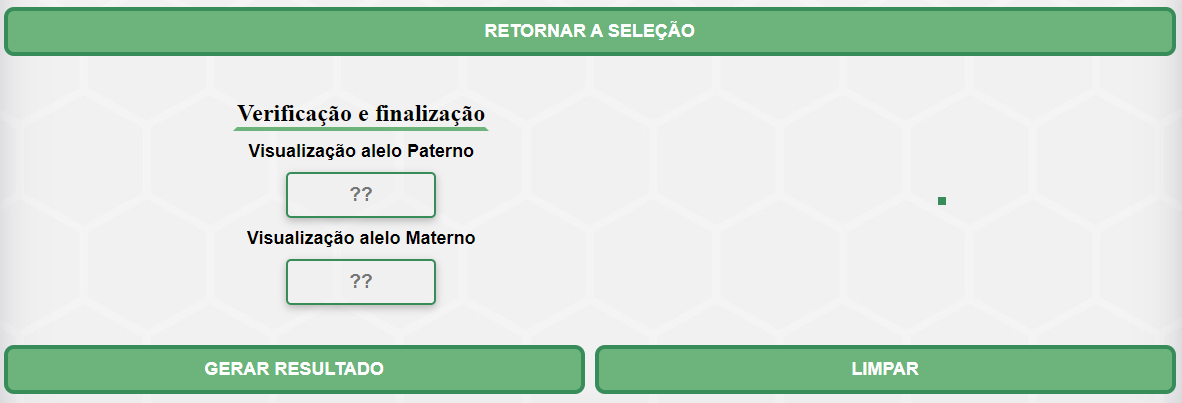 RETORNAR A SELEÇÃO
Verificação e finalização
Visualização alelo Paterno
??
Visualização alelo Materno
??
GERAR RESULTADO
LIMPAR